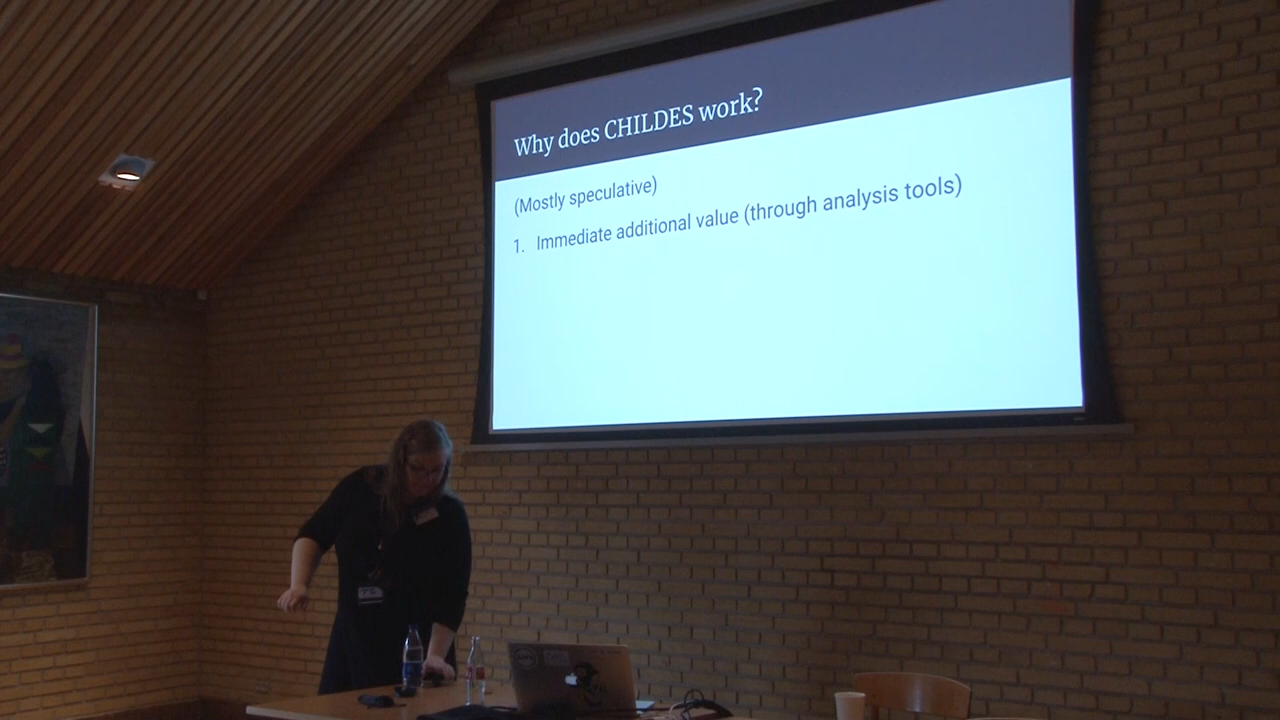 Why does CHILDES work?
(Mostly speculative)
1. Immediate additional value (through analysis tools)